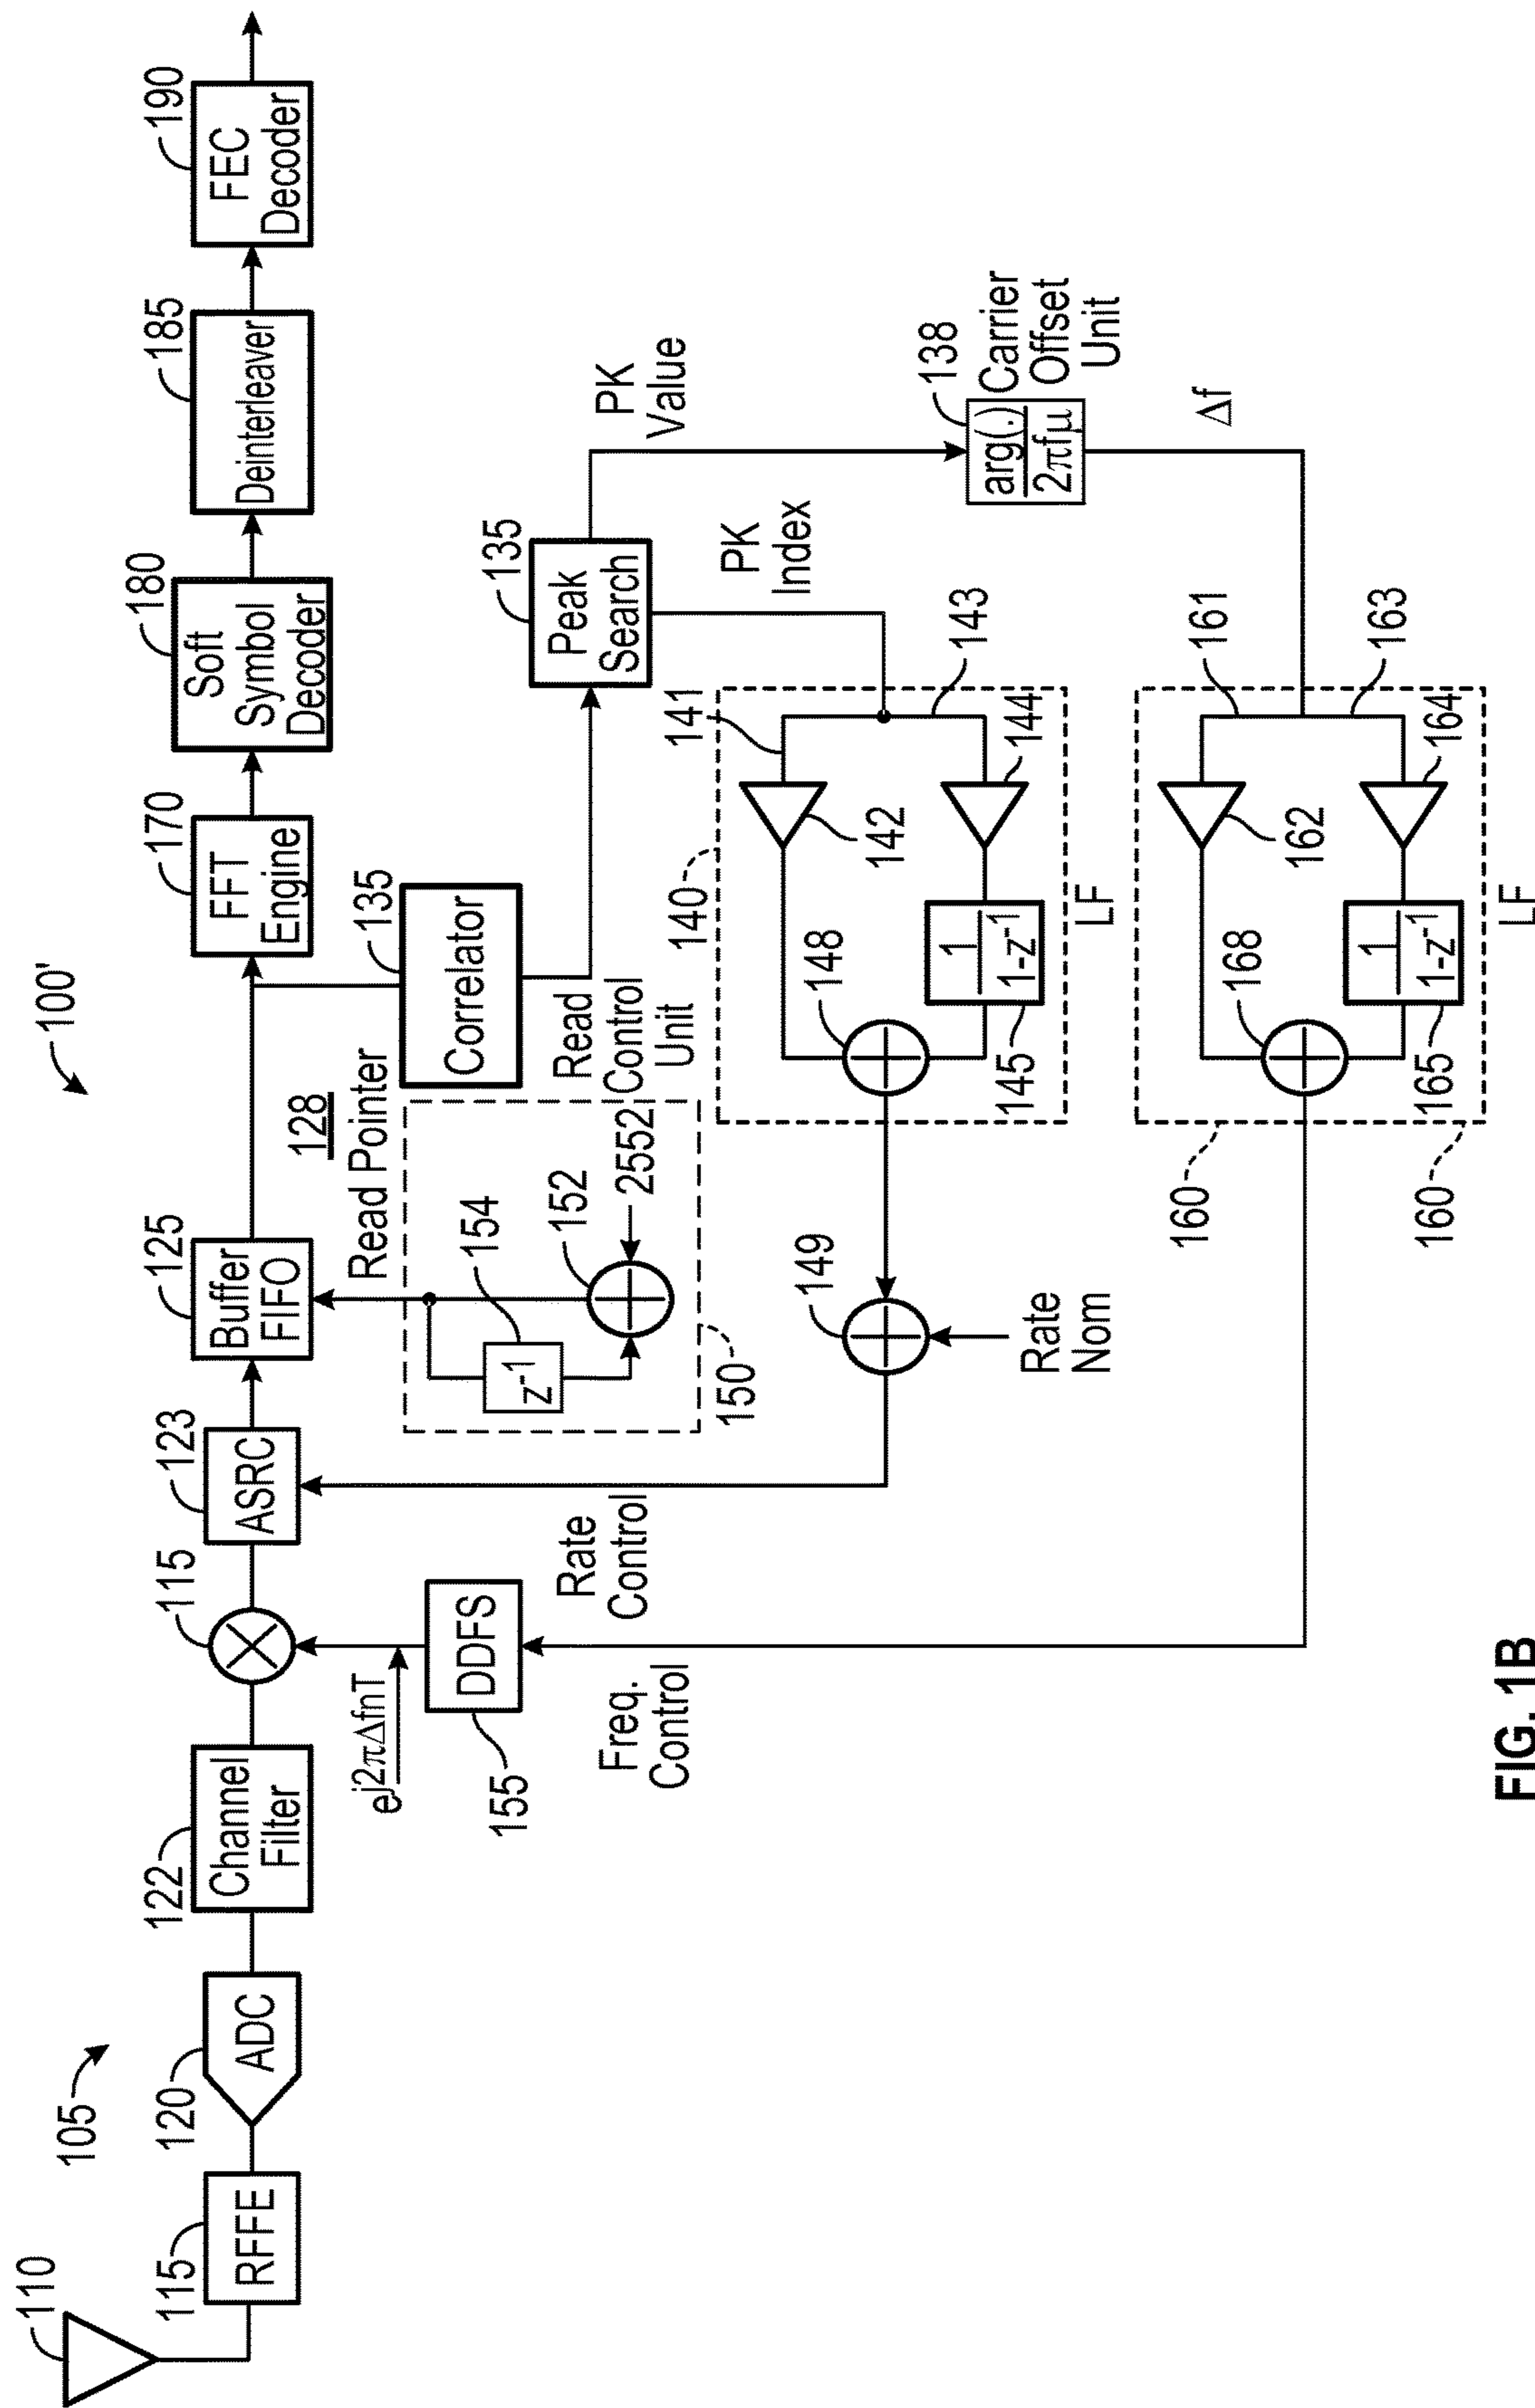 100'
105
110
115
RFFE
120
ADC
122
Channel
Filter
115
123
ASRC
125
Buffer
FIFO
170
FFT
Engine
180
Soft
Symbol
Decoder
185
Deinterleaver
190
FEC
Decoder
128
Read Pointer
135
Correlator
135
Peak
Search
PK
Value
PK
Index
138
arg(.)
2πfμ
Carrier
Offset
Unit
Δf
Read
Control
Unit
154
z-1
152
2552
150
e^j2πΔfnT
DDFS
155
Rate
Control
Freq.
Control
149
Rate
Nom
140
141
142
143
144
148
1
1-z-1
145
LF
161
162
163
164
168
1
1-z-1
165
160
160
LF
FIG. 1B